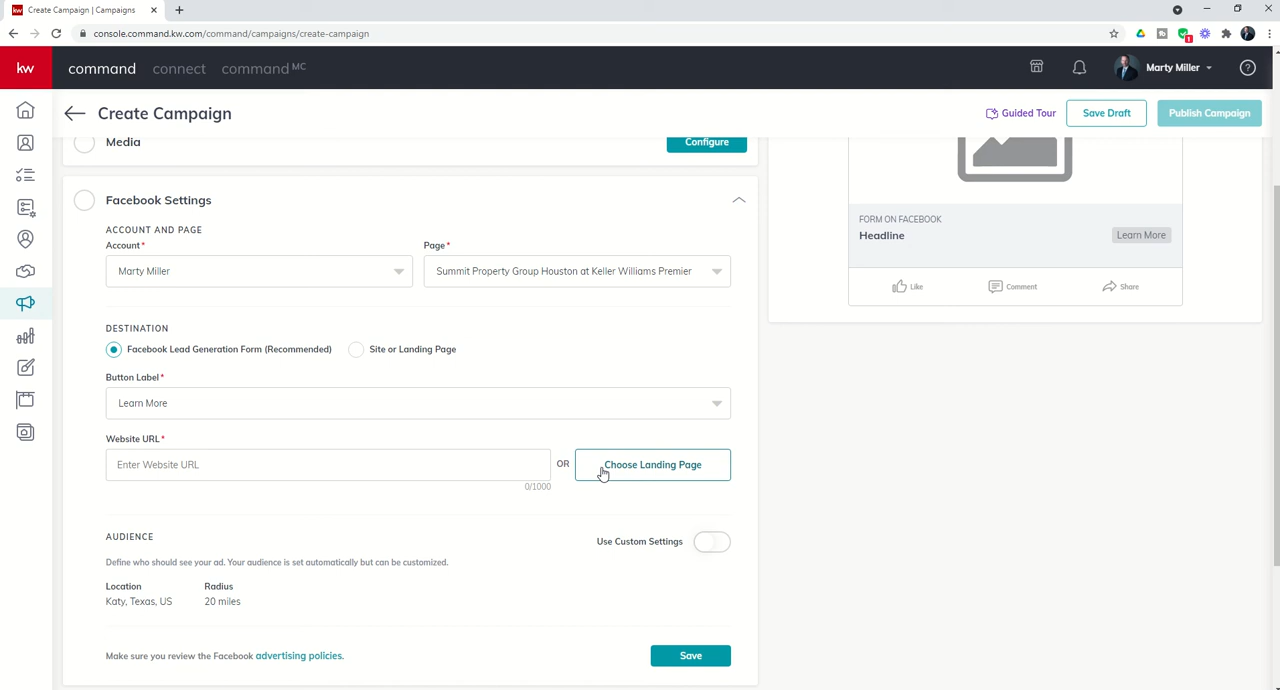 Create Campaign | Campaigns
console.command.kw.com/command/campaigns/create-campaign
1
kw
command connect command MC
Marty Miller
Create Campaign
Guided Tour
Save Draft
Publish Campaign
Media
Configure
Facebook Settings
ACCOUNT AND PAGE
Account*
Page*
Marty Miller
Summit Property Group Houston at Keller Williams Premier
DESTINATION
Facebook Lead Generation Form (Recommended)
Site or Landing Page
Button Label*
Learn More
Website URL*
Enter Website URL
OR
Choose Landing Page
0/1000
AUDIENCE
Use Custom Settings
Define who should see your ad. Your audience is set automatically but can be customized.
Location
Radius
Katy, Texas, US
20 miles
Make sure you review the Facebook advertising policies.
Save
FORM ON FACEBOOK
Headline
Learn More
Like
Comment
Share